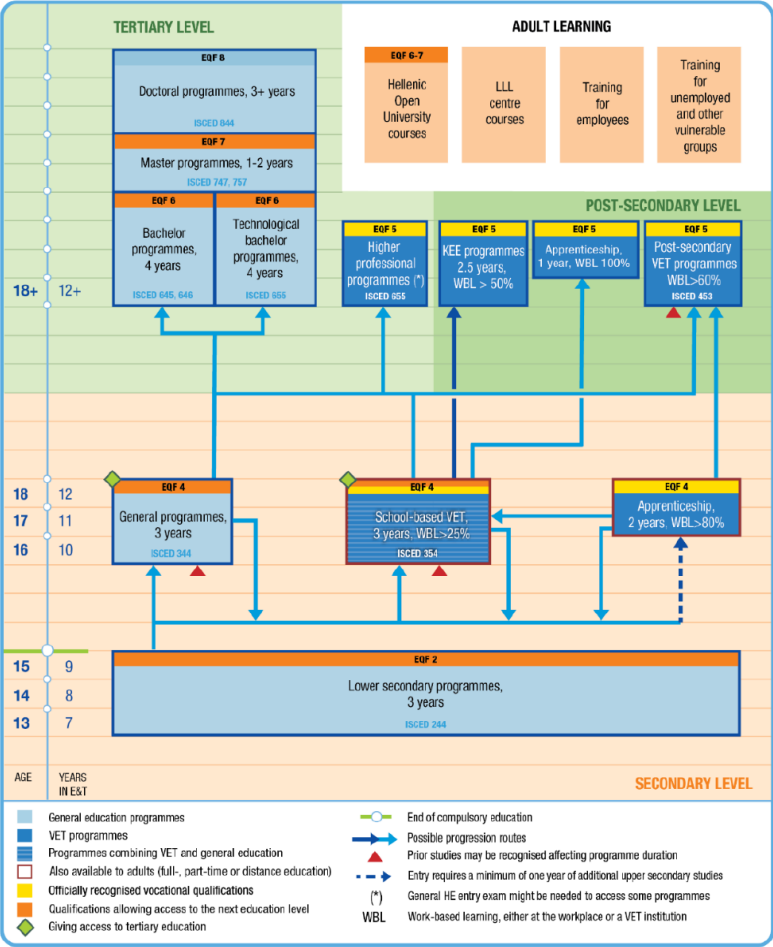 TERTIARY LEVEL
EQF 8
Doctoral programmes, 3+ years
ISCED 844
EQF 7
Master programmes, 1-2 years
ISCED 747, 757
EQF 6
Bachelor
programmes,
4 years
ISCED 645, 646
EQF 6
Technological
bachelor
programmes,
4 years
ISCED 655
ADULT LEARNING
EQF 6-7
Hellenic
Open
University
courses
LLL
centre
courses
Training
for
employees
Training
for
unemployed
and other
vulnerable
groups
POST-SECONDARY LEVEL
EQF 5
Higher
professional
programmes (*)
ISCED 655
EQF 5
KEE programmes
2.5 years,
WBL > 50%
EQF 5
Apprenticeship,
1 year, WBL 100%
EQF 5
Post-secondary
VET programmes
WBL>60%
ISCED 453
18+ 12+
18 12
17 11
16 10
EQF 4
General programmes,
3 years
ISCED 344
EQF 4
School-based VET,
3 years, WBL>25%
ISCED 354
EQF 4
Apprenticeship,
2 years, WBL>80%
15 9
14 8
13 7
EQF 2
Lower secondary programmes,
3 years
ISCED 244
AGE
YEARS
IN E&T
SECONDARY LEVEL
General education programmes
VET programmes
Programmes combining VET and general education
Also available to adults (full-, part-time or distance education)
Officially recognised vocational qualifications
Qualifications allowing access to the next education level
Giving access to tertiary education
End of compulsory education
Possible progression routes
Prior studies may be recognised affecting programme duration
Entry requires a minimum of one year of additional upper secondary studies
(*) General HE entry exam might be needed to access some programmes
WBL Work-based learning, either at the workplace or a VET institution